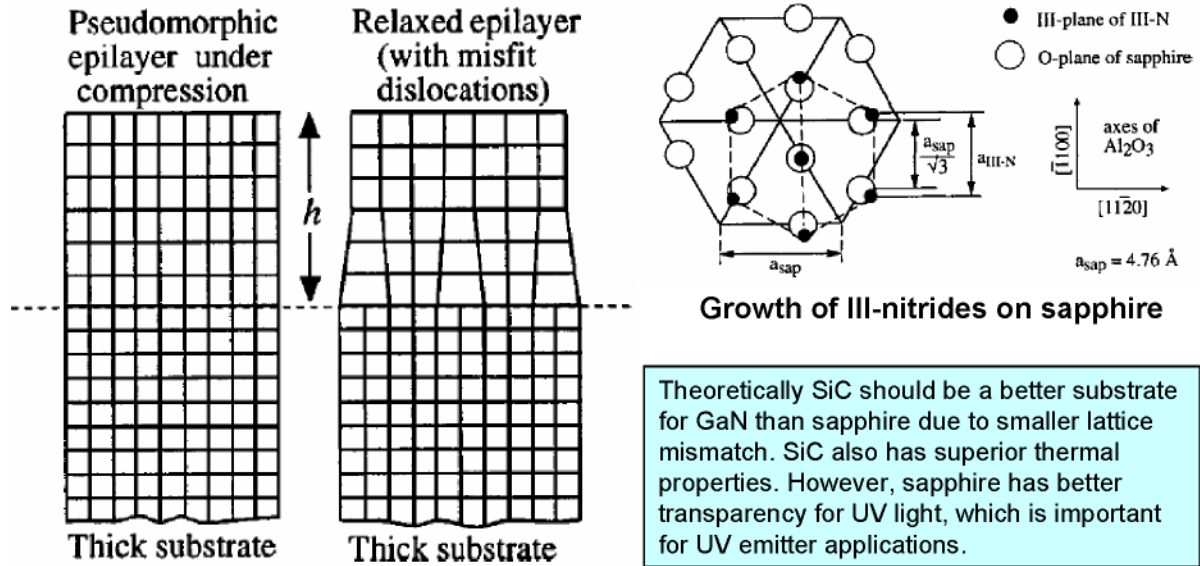 Pseudomorphic
epilayer under
compression
Relaxed epilayer
(with misfit
dislocations)
h
Thick substrate
Thick substrate
III-plane of III-N
O-plane of sapphire
a_sap
√3
a_III-N
a_sap
[1̅100]
axes of
Al₂O₃
[112̅0]
a_sap = 4.76 Å
Growth of III-nitrides on sapphire
Theoretically SiC should be a better substrate
for GaN than sapphire due to smaller lattice
mismatch. SiC also has superior thermal
properties. However, sapphire has better
transparency for UV light, which is important
for UV emitter applications.